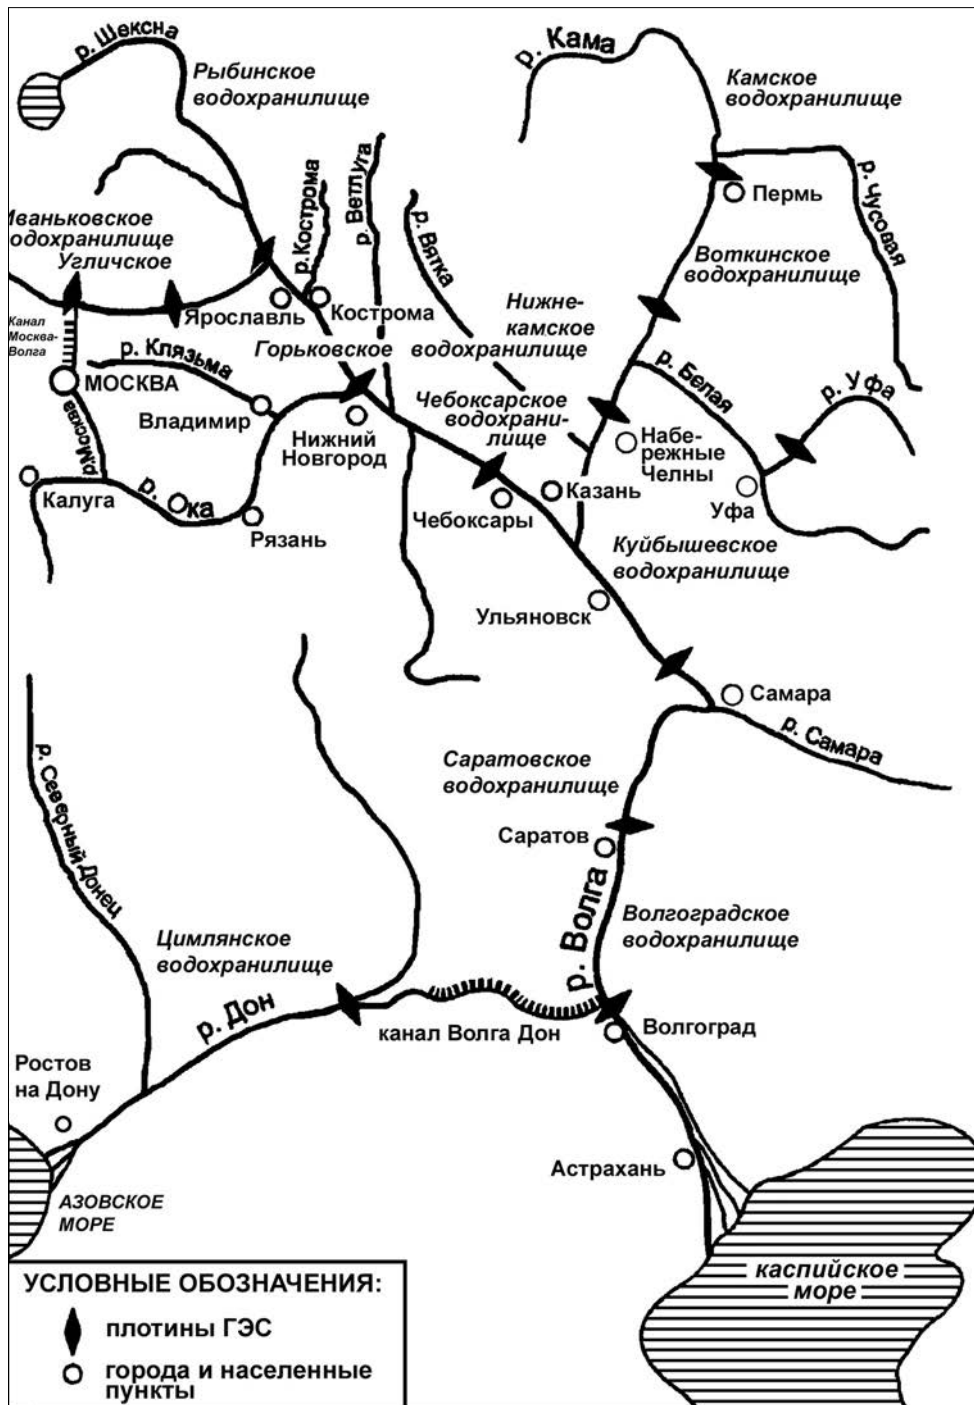 р. Шексна
р. Кама
Рыбинское
водохранилище
Камское
водохранилище
р. Кострома
р. Ветлуга
р. Вятка
р. Чусовая
Пермь
Иваньковское
водохранилище
Угличское
Воткинское
водохранилище
Ярославль
Кострома
Нижне-
камское
водохранилище
Канал
Москва-
Волга
р. Клязьма
Горьковское
р. Белая
р. Уфа
МОСКВА
Владимир
Чебоксарское
водохрани-
лище
р.Москва
Нижний
Новгород
Набе-
режные
Челны
Калуга
р. Ока
Рязань
Чебоксары
Казань
Уфа
Куйбышевское
водохранилище
Ульяновск
Самара
р. Самара
р. Северный Донец
Саратовское
водохранилище
Саратов
р. Волга
Волгоградское
водохранилище
Цимлянское
водохранилище
р. Дон
канал Волга Дон
Волгоград
Ростов
на Дону
Астрахань
АЗОВСКОЕ
МОРЕ
каспийское
море
УСЛОВНЫЕ ОБОЗНАЧЕНИЯ:
плотины ГЭС
города и населенные
пункты